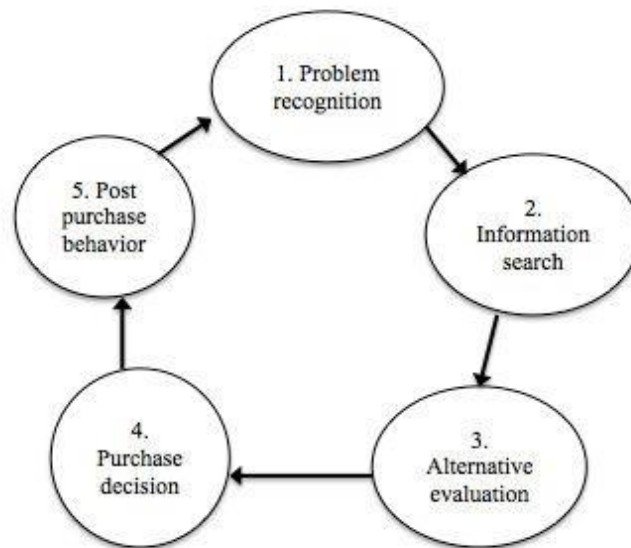 1. Problem
recognition
2.
Information
search
3.
Alternative
evaluation
4.
Purchase
decision
5. Post
purchase
behavior